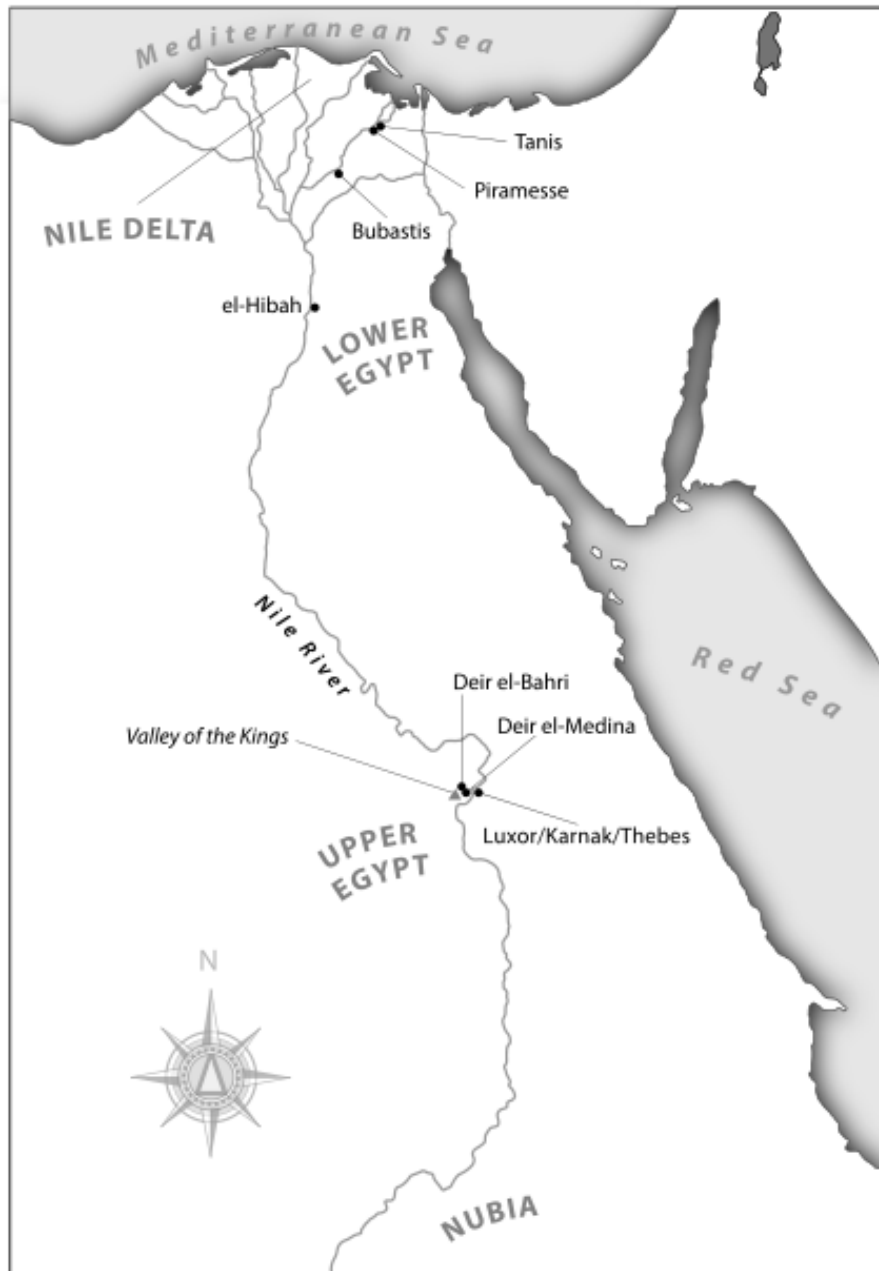 Mediterranean Sea
Tanis
Piramesse
NILE DELTA
Bubastis
el-Hibah
LOWER
EGYPT
Nile River
Red Sea
Deir el-Bahri
Deir el-Medina
Valley of the Kings
Luxor/Karnak/Thebes
UPPER
EGYPT
N
NUBIA